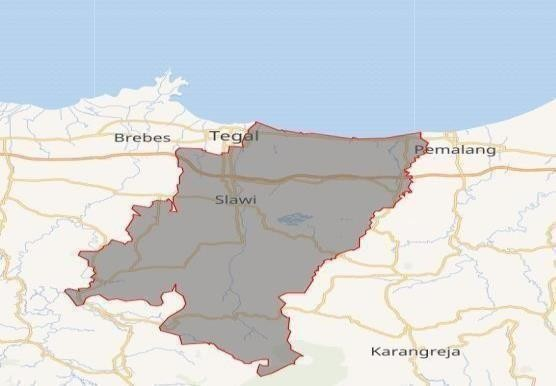 Brebes
Tegal
Pemalang
Slawi
Karangreja